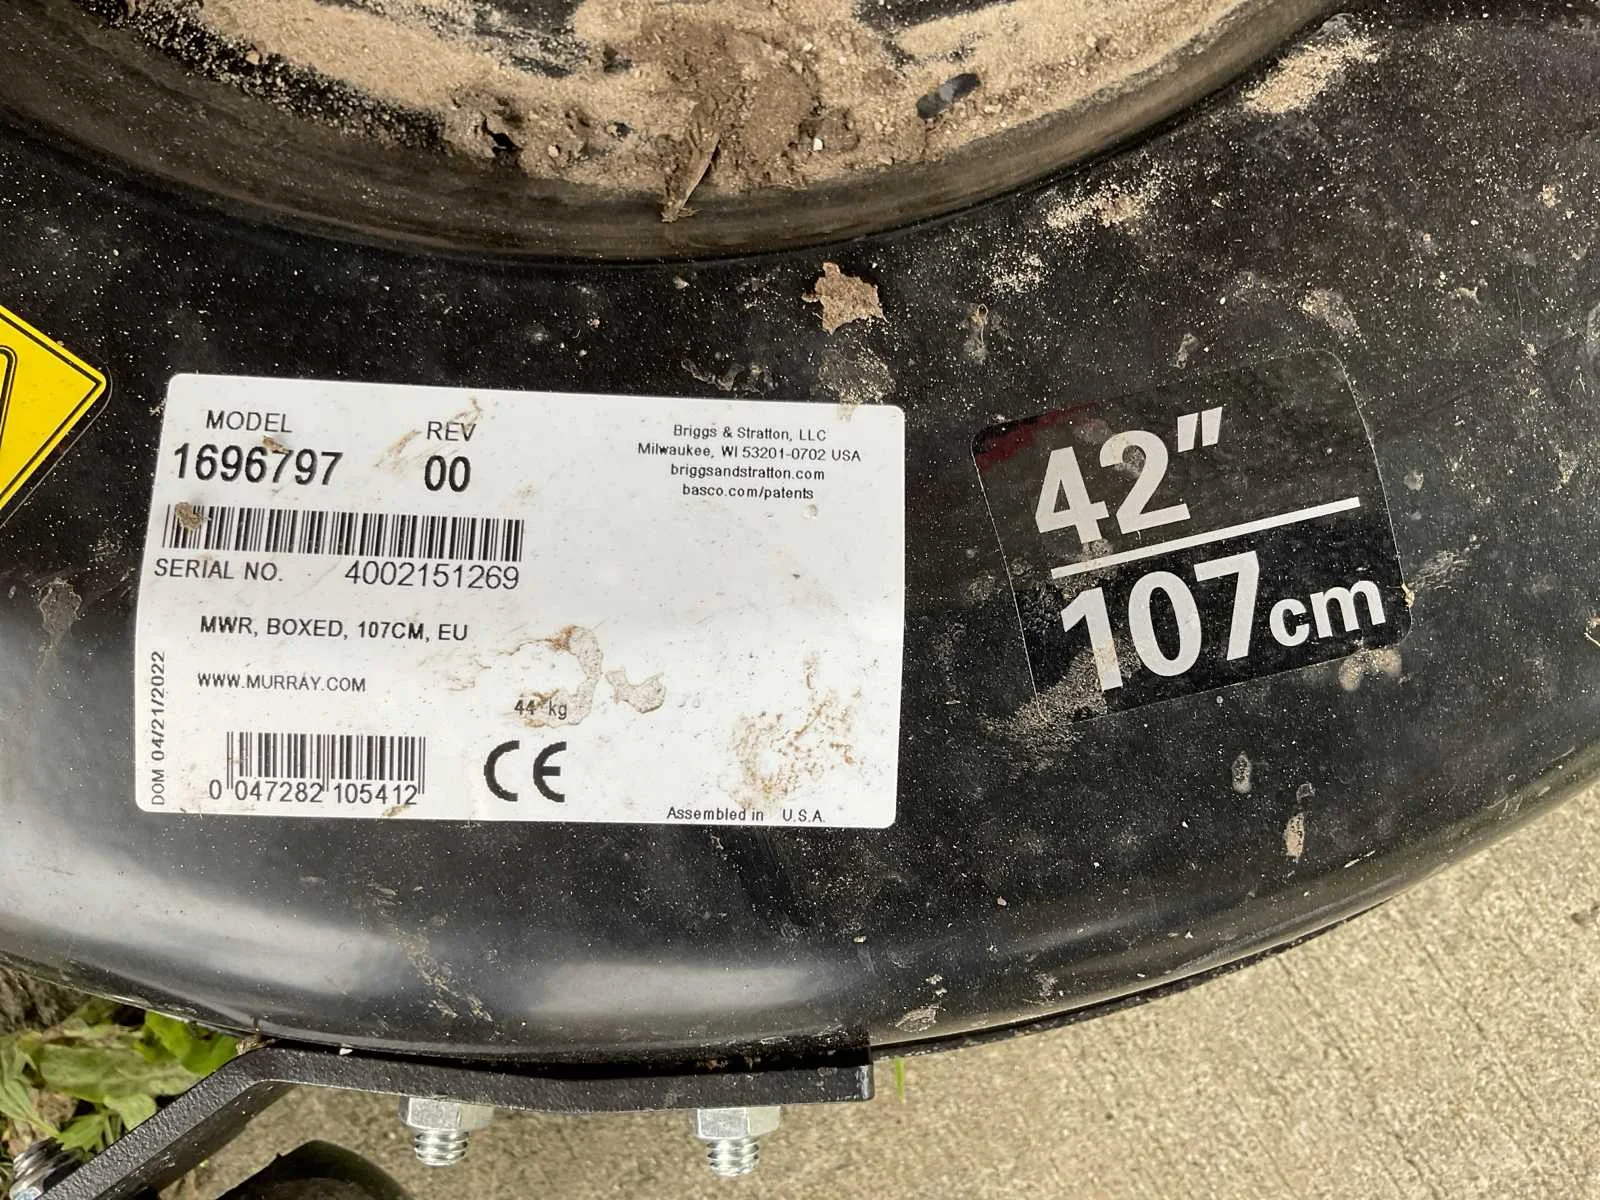 MODEL REV
1696797 00
Briggs & Stratton, LLC
Milwaukee, WI 53201-0702 USA
briggsandstratton.com
basco.com/patents
SERIAL NO. 4002151269
MWR, BOXED, 107CM, EU
WWW.MURRAY.COM
44 kg
DOM 04/21/2022
0 047282 105412
CE
Assembled in U.S.A.
42"
107cm